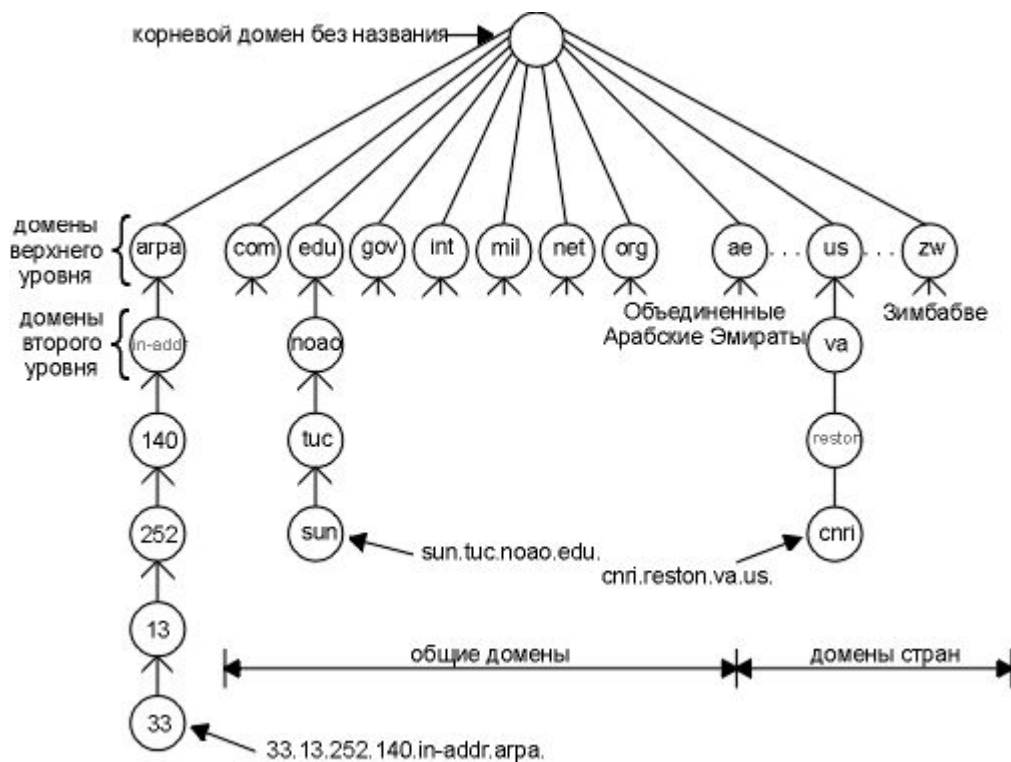 корневой домен без названия
домены
верхнего
уровня
arpa
com
edu
gov
int
mil
net
org
ae
. . .
us
. . .
zw
Объединенные
Арабские Эмираты
Зимбабве
домены
второго
уровня
in-addr
noao
va
140
tuc
reston
252
sun
cnri
sun.tuc.noao.edu.
cnri.reston.va.us.
13
общие домены
домены стран
33
33.13.252.140.in-addr.arpa.